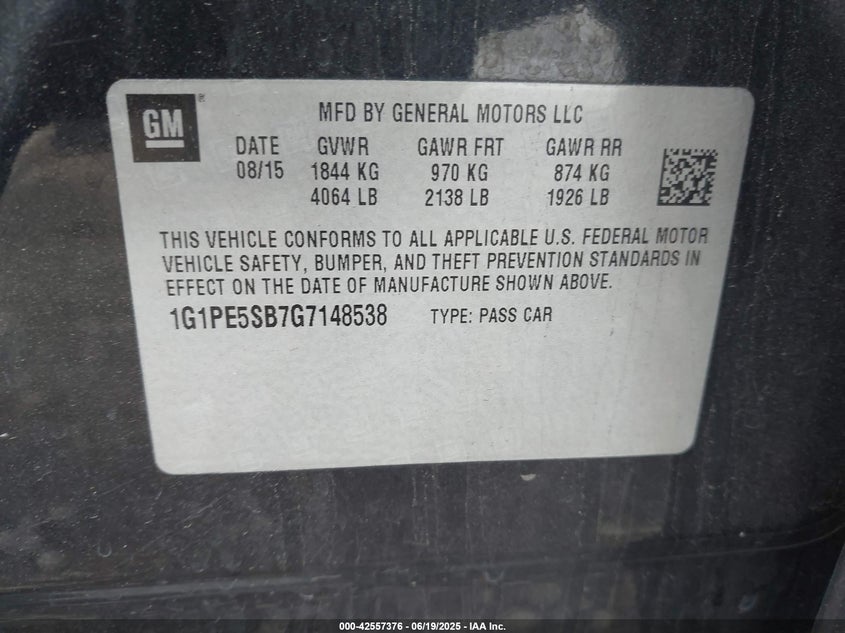 GM®
MFD BY GENERAL MOTORS LLC
DATE GVWR GAWR FRT GAWR RR
08/15 1844 KG 970 KG 874 KG
4064 LB 2138 LB 1926 LB
THIS VEHICLE CONFORMS TO ALL APPLICABLE U.S. FEDERAL MOTOR
VEHICLE SAFETY, BUMPER, AND THEFT PREVENTION STANDARDS IN
EFFECT ON THE DATE OF MANUFACTURE SHOWN ABOVE.
1G1PE5SB7G7148538 TYPE: PASS CAR
000-42557376 - 06/19/2025 - IAA Inc.